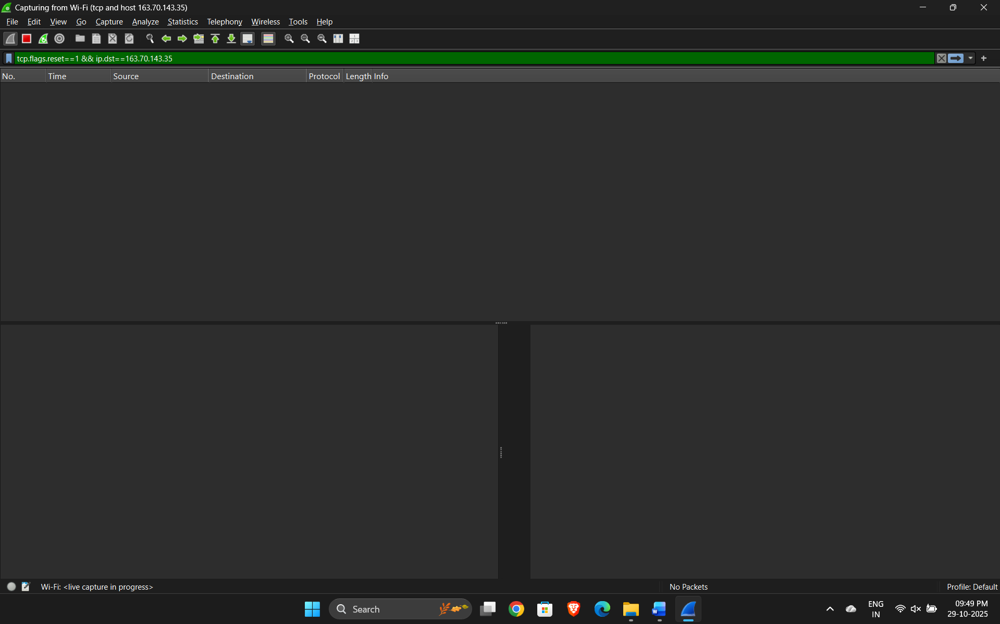 Capturing from Wi-Fi (tcp and host 163.70.143.35)
File Edit View Go Capture Analyze Statistics Telephony Wireless Tools Help
tcp.flags.reset==1 && ip.dst==163.70.143.35
No. Time Source Destination Protocol Length Info
Wi-Fi: <live capture in progress> No Packets Profile: Default
Search
ENG
IN
09:49 PM
29-10-2025